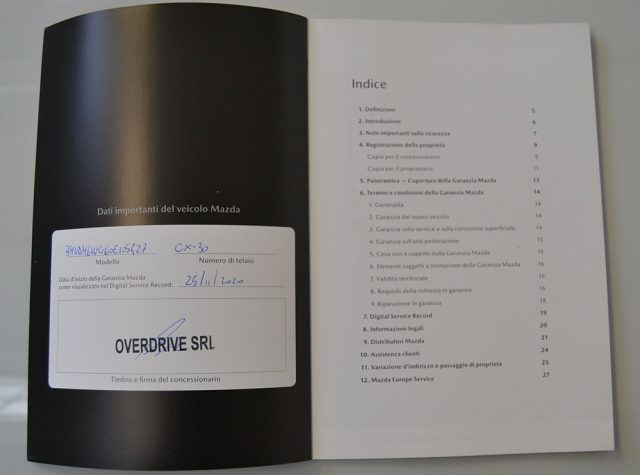 Dati importanti del veicolo Mazda
CX-30
Modello Numero di telaio
Data d'inizio della Garanzia Mazda
come visualizzato nel Digital Service Record: 25/11/2020
OVERDRIVE SRL
Timbro e firma del concessionario
Indice
1. Definizioni 5
2. Introduzione 6
3. Note importanti sulla sicurezza 7
4. Registrazione della proprietà 9
Copia per il concessionario 9
Copia per il proprietario 11
5. Panoramica — Copertura della Garanzia Mazda 13
6. Termini e condizioni della Garanzia Mazda 14
1. Generalità 14
2. Garanzia del nuovo veicolo 14
3. Garanzia sulla vernice e sulla corrosione superficiale 14
4. Garanzia sull'anti perforazione 15
5. Cosa non è coperto dalla Garanzia Mazda 15
6. Elementi soggetti a limitazione della Garanzia Mazda 16
7. Validità territoriale 16
8. Requisiti della richiesta in garanzia 16
9. Riparazione in garanzia 18
7. Digital Service Record 19
8. Informazioni legali 20
9. Distributori Mazda 21
10. Assistenza clienti 24
11. Variazione d'indirizzo o passaggio di proprietà 25
12. Mazda Europe Service 27